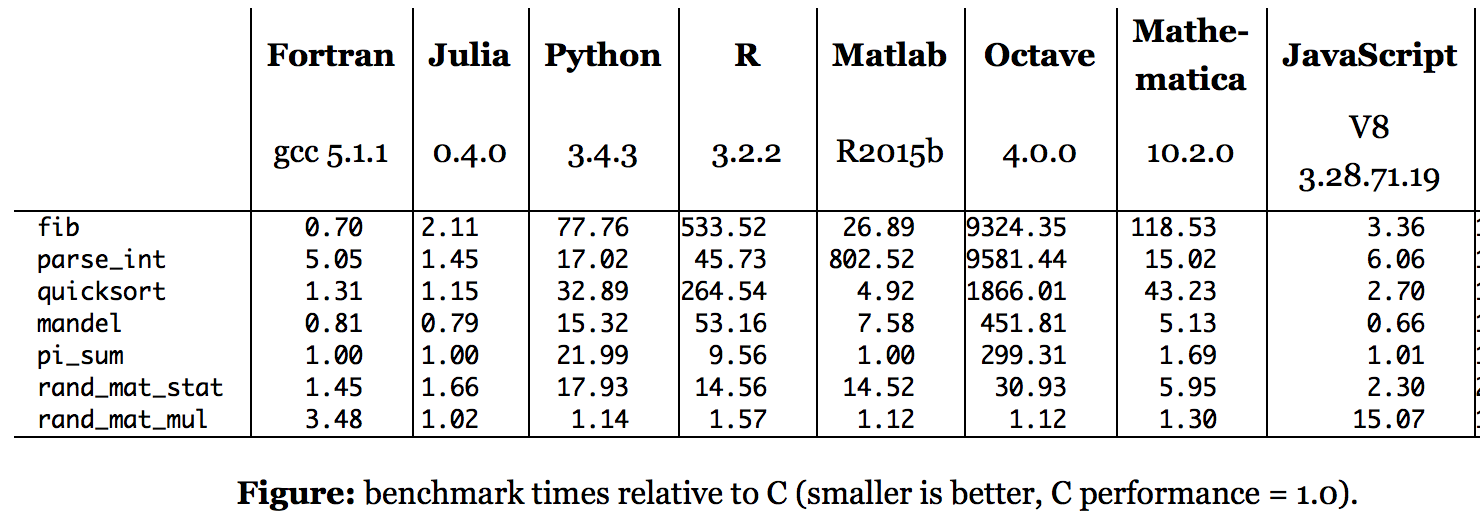 Fortran Julia Python R Matlab Octave Mathe-matica JavaScript
gcc 5.1.1 0.4.0 3.4.3 3.2.2 R2015b 4.0.0 10.2.0 V8 3.28.71.19
fib 0.70 2.11 77.76 533.52 26.89 9324.35 118.53 3.36
parse_int 5.05 1.45 17.02 45.73 802.52 9581.44 15.02 6.06
quicksort 1.31 1.15 32.89 264.54 4.92 1866.01 43.23 2.70
mandel 0.81 0.79 15.32 53.16 7.58 451.81 5.13 0.66
pi_sum 1.00 1.00 21.99 9.56 1.00 299.31 1.69 1.01
rand_mat_stat 1.45 1.66 17.93 14.56 14.52 30.93 5.95 2.30
rand_mat_mul 3.48 1.02 1.14 1.57 1.12 1.12 1.30 15.07
Figure: benchmark times relative to C (smaller is better, C performance = 1.0).